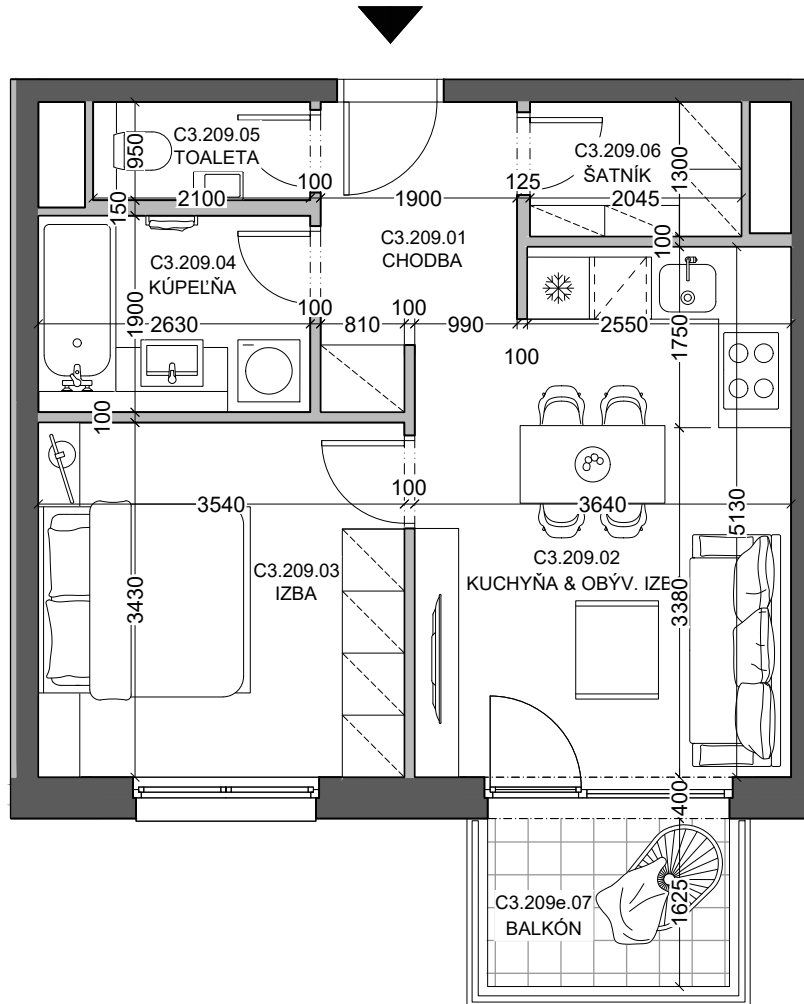 C3.209.05
TOALETA
950
2100
100
1900
125
C3.209.06
ŠATNÍK
1300
2045
150
C3.209.01
CHODBA
100
C3.209.04
KÚPEĽŇA
1900
2630
100
810
100
990
2550
1750
100
100
3540
100
3640
5130
C3.209.03
IZBA
3430
C3.209.02
KUCHYŇA & OBÝV. IZB
3380
400
C3.209e.07
BALKÓN
1625